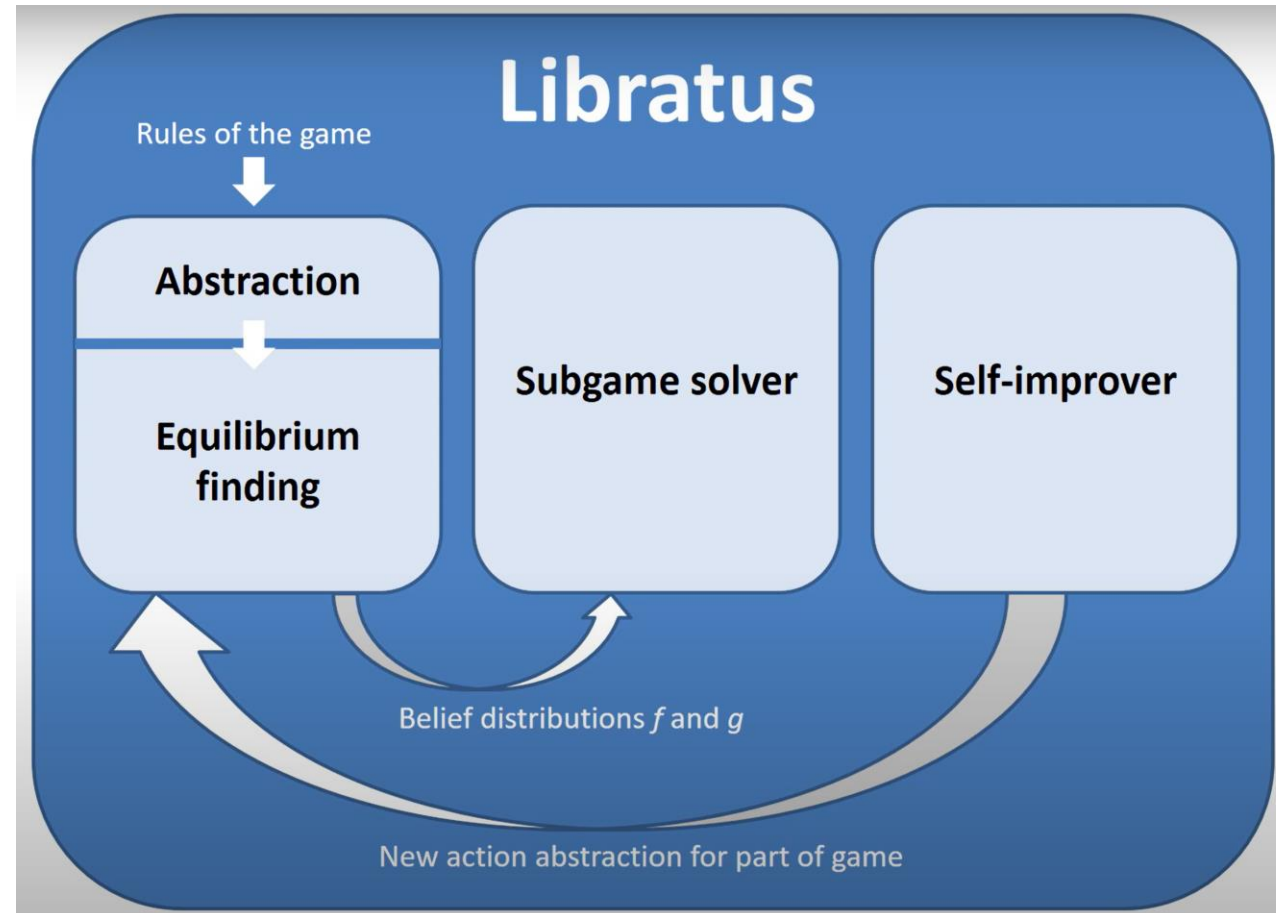 Libratus
Rules of the game
Abstraction
Equilibrium
finding
Subgame solver
Self-improver
Belief distributions f and g
New action abstraction for part of game